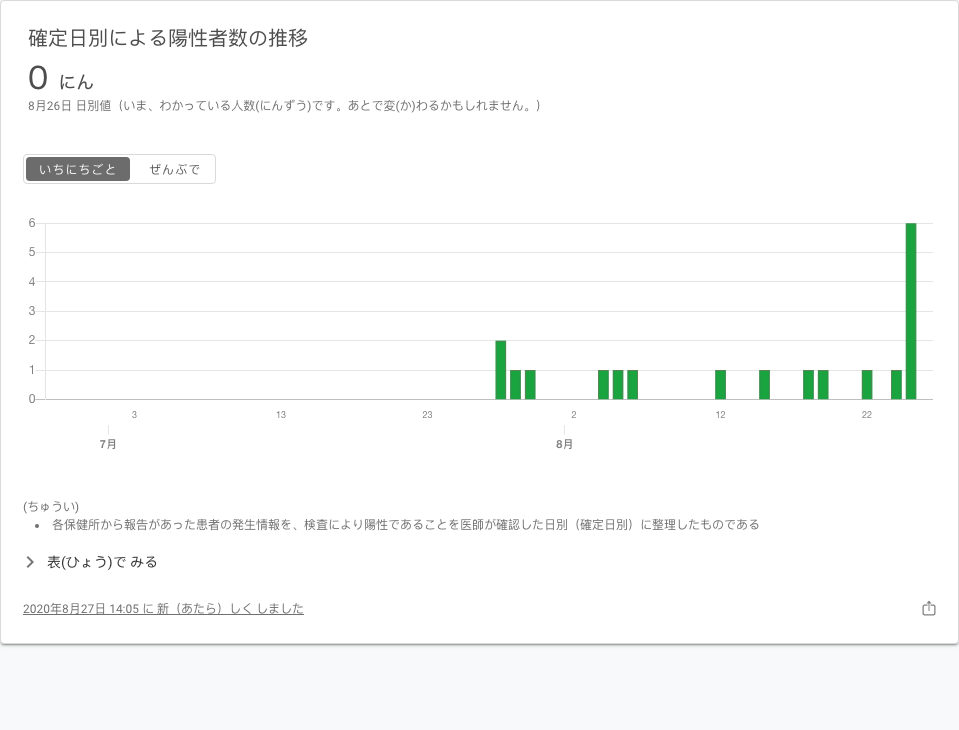 確定日別による陽性者数の推移
0 にん
8月26日 日別値（いま、わかっている人数(にんずう)です。あとで変(か)わるかもしれません。）
いちにちごと ぜんぶで
6
5
4
3
2
1
0
3 13 23 2 12 22
7月 8月
(ちゅうい)
• 各保健所から報告があった患者の発生情報を、検査により陽性であることを医師が確認した日別（確定日別）に整理したものである
表(ひょう)で みる
2020年8月27日 14:05 に 新（あたら）しく しました